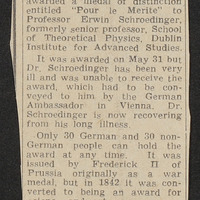 awarded a medal of distinction
entitled "Pour le Merite" to
Professor Erwin Schroedinger,
formerly senior professor, School
of Theoretical Physics, Dublin
Institute for Advanced Studies.
It was awarded on May 31 but
Dr. Schroedinger has been very
ill and was unable to receive the
award, which had to be con-
veyed to him by the German
Ambassador in Vienna. Dr.
Schroedinger is now recovering
from his long illness.
Only 30 German and 30 non-
German people can hold the
award at any time. It was
issued by Frederick II of
Prussia originally as a war
medal, but in 1842 it was con-
verted to being an award for